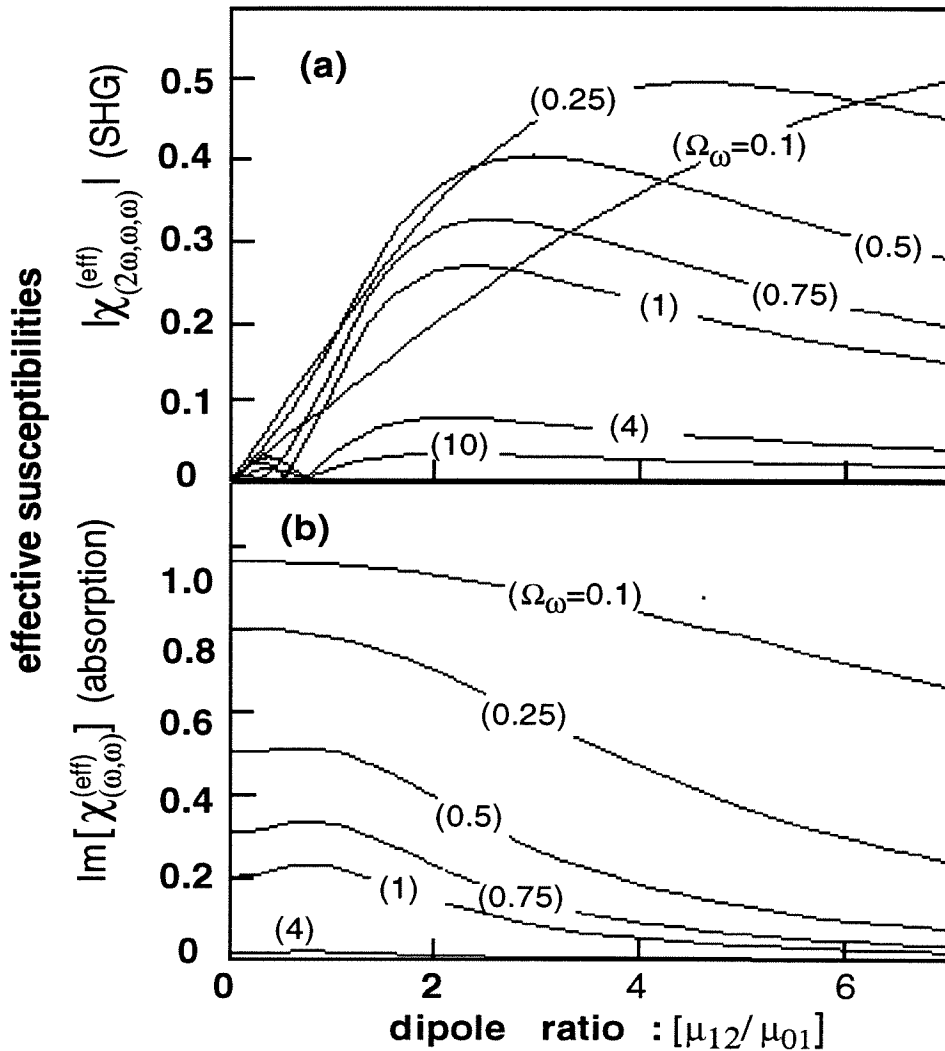 effective susceptibilities
|χ(2ω,ω,ω)^(eff)| (SHG)
(a)
0.5
0.4
0.3
0.2
0.1
0
(0.25)
(Ωω=0.1)
(0.5)
(0.75)
(1)
(4)
(10)
Im[χ(ω,ω)^(eff)] (absorption)
(b)
1.0
0.8
0.6
0.4
0.2
0
(Ωω=0.1)
(0.25)
(0.5)
(0.75)
(1)
(4)
0 2 4 6
dipole ratio : [μ12/μ01]